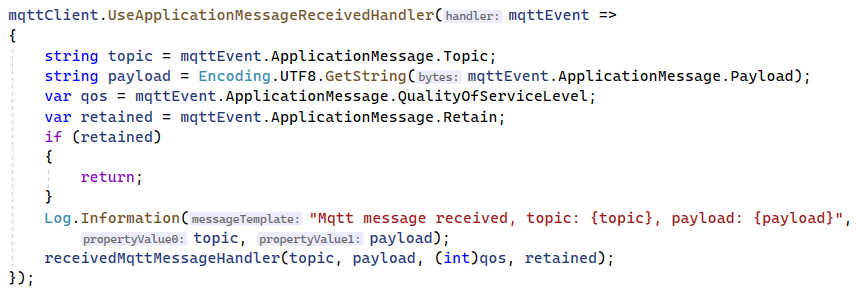 mqttClient.UseApplicationMessageReceivedHandler( handler: mqttEvent =>
{
    string topic = mqttEvent.ApplicationMessage.Topic;
    string payload = Encoding.UTF8.GetString( bytes: mqttEvent.ApplicationMessage.Payload);
    var qos = mqttEvent.ApplicationMessage.QualityOfServiceLevel;
    var retained = mqttEvent.ApplicationMessage.Retain;
    if (retained)
    {
        return;
    }
    Log.Information( messageTemplate: "Mqtt message received, topic: {topic}, payload: {payload}",
        propertyValue0: topic, propertyValue1: payload);
    receivedMqttMessageHandler(topic, payload, (int)qos, retained);
});